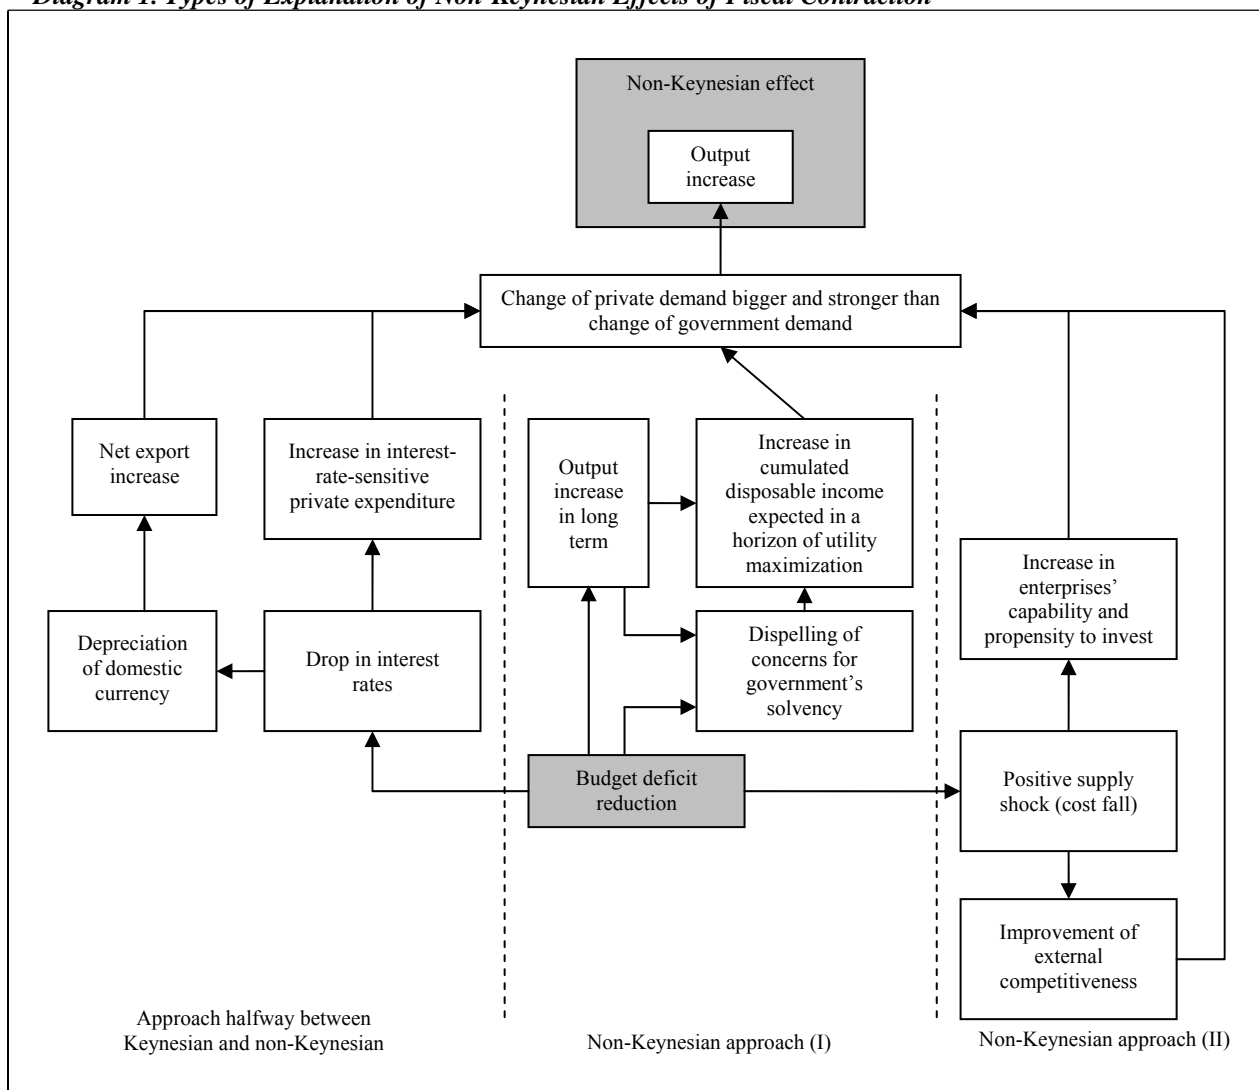 Diagram 1: Types of Explanation of Non-Keynesian Effects of Fiscal Contraction
Non-Keynesian effect
Output
increase
Change of private demand bigger and stronger than
change of government demand
Net export
increase
Increase in interest-
rate-sensitive
private expenditure
Output
increase
in long
term
Increase in
cumulated
disposable income
expected in a
horizon of utility
maximization
Increase in
enterprises’
capability and
propensity to invest
Depreciation
of domestic
currency
Drop in interest
rates
Dispelling of
concerns for
government’s
solvency
Budget deficit
reduction
Positive supply
shock (cost fall)
Improvement of
external
competitiveness
Approach halfway between
Keynesian and non-Keynesian
Non-Keynesian approach (I)
Non-Keynesian approach (II)